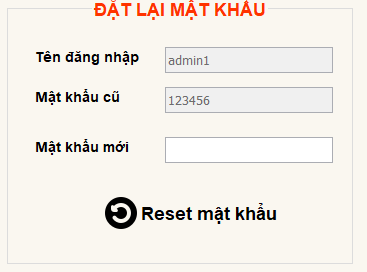 ĐẶT LẠI MẬT KHẨU
Tên đăng nhập admin1
Mật khẩu cũ 123456
Mật khẩu mới
Reset mật khẩu